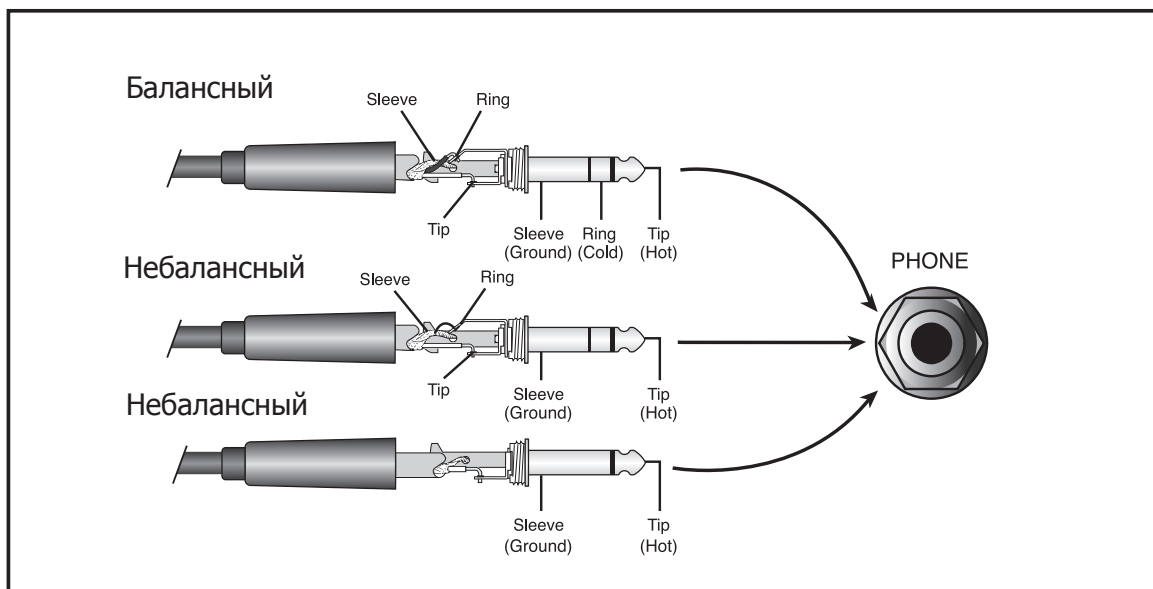 Балансный
Sleeve
Ring
Tip
Sleeve
(Ground)
Ring
(Cold)
Tip
(Hot)
Небалансный
Sleeve
Ring
PHONE
Tip
Sleeve
(Ground)
Tip
(Hot)
Небалансный
Sleeve
(Ground)
Tip
(Hot)